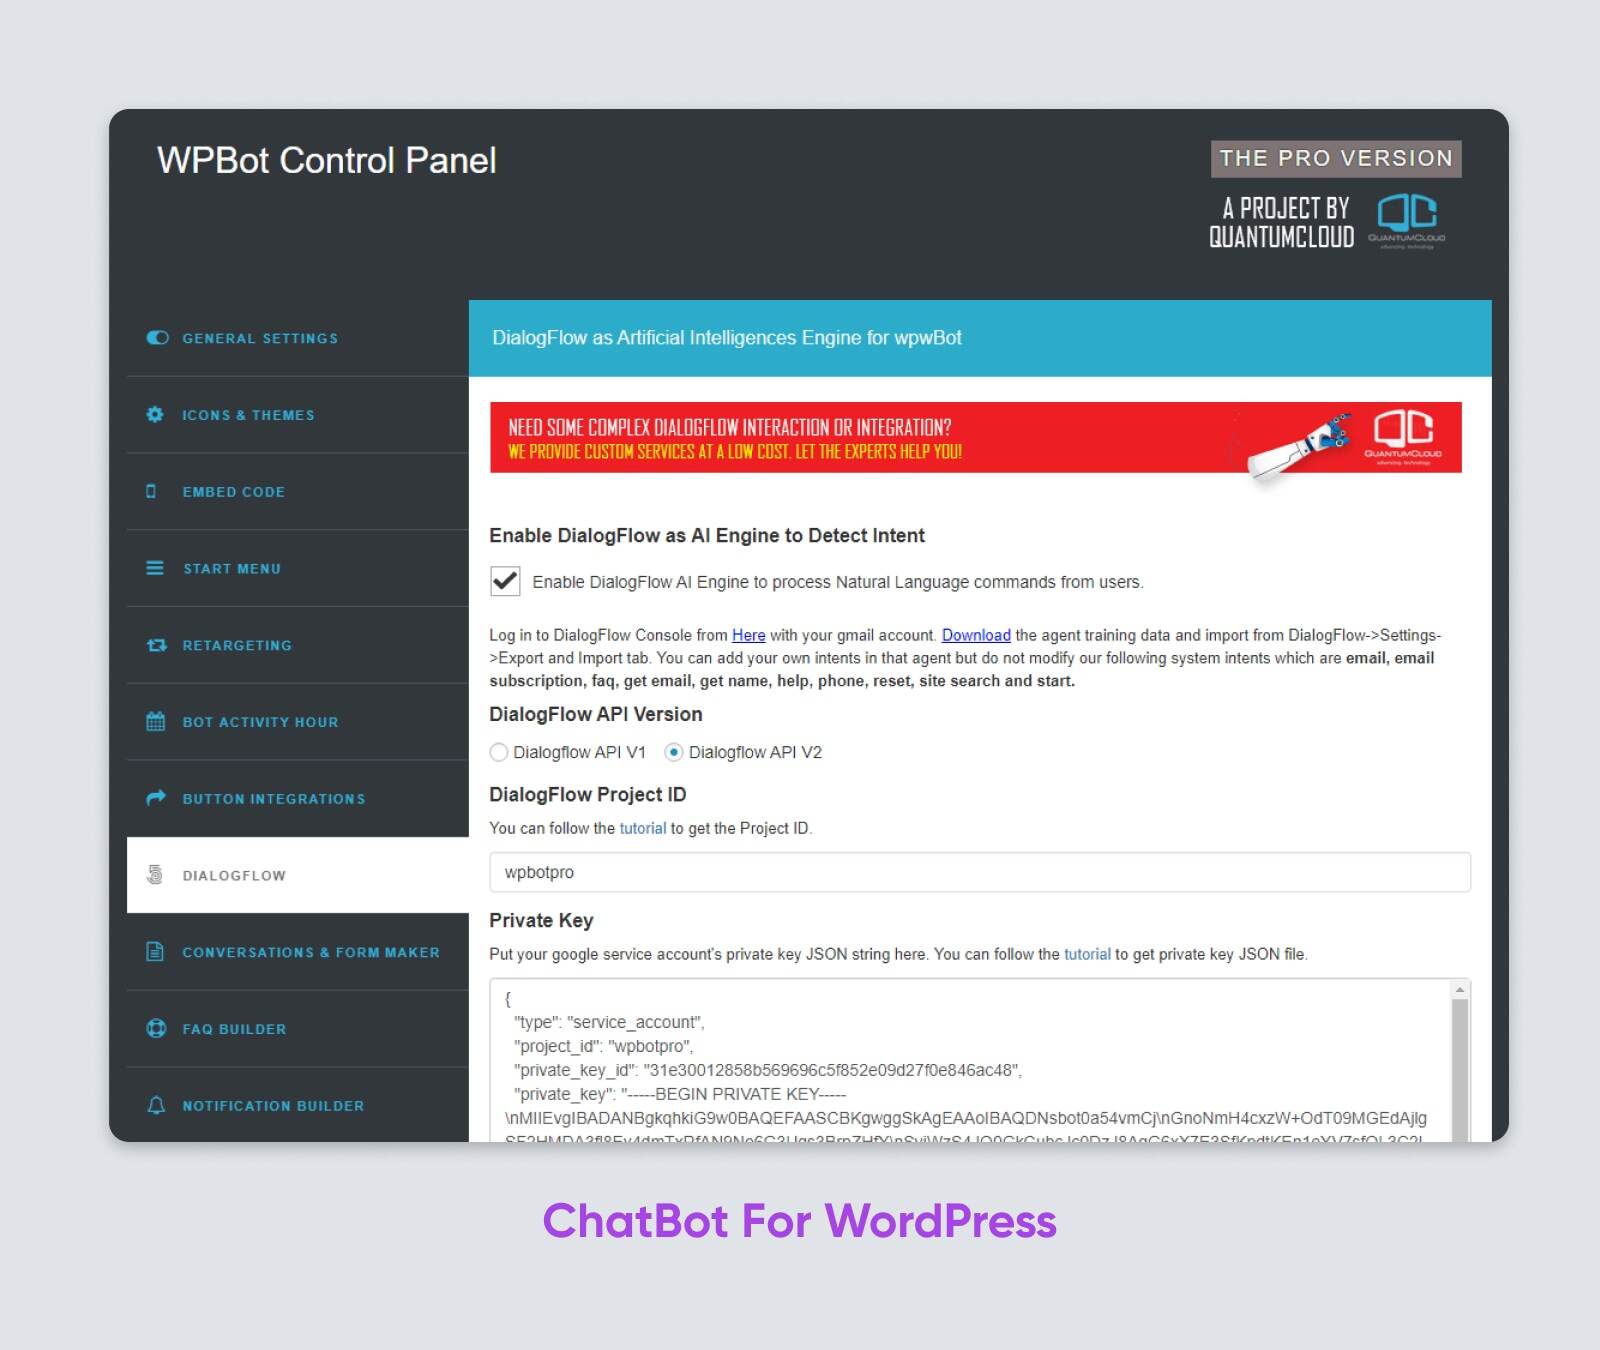 WPBot Control Panel
THE PRO VERSION
A PROJECT BY
QUANTUMCLOUD
QUANTUMCLOUD
advancing. technology
GENERAL SETTINGS
ICONS & THEMES
EMBED CODE
START MENU
RETARGETING
BOT ACTIVITY HOUR
BUTTON INTEGRATIONS
DIALOGFLOW
CONVERSATIONS & FORM MAKER
FAQ BUILDER
NOTIFICATION BUILDER
DialogFlow as Artificial Intelligences Engine for wpwBot
NEED SOME COMPLEX DIALOGFLOW INTERACTION OR INTEGRATION?
WE PROVIDE CUSTOM SERVICES AT A LOW COST. LET THE EXPERTS HELP YOU!
QUANTUMCLOUD
advancing. technology
Enable DialogFlow as AI Engine to Detect Intent
Enable DialogFlow AI Engine to process Natural Language commands from users.
Log in to DialogFlow Console from Here with your gmail account. Download the agent training data and import from DialogFlow->Settings-
>Export and Import tab. You can add your own intents in that agent but do not modify our following system intents which are email, email
subscription, faq, get email, get name, help, phone, reset, site search and start.
DialogFlow API Version
Dialogflow API V1 Dialogflow API V2
DialogFlow Project ID
You can follow the tutorial to get the Project ID.
wpbotpro
Private Key
Put your google service account's private key JSON string here. You can follow the tutorial to get private key JSON file.
{
"type": "service_account",
"project_id": "wpbotpro",
"private_key_id": "31e30012858b569696c5f852e09d27f0e846ac48",
"private_key": "-----BEGIN PRIVATE KEY-----
\nMIIEvgIBADANBgkqhkiG9w0BAQEFAASCBKgwggSkAgEAAoIBAQDNsbot0a54vmCj\nGnoNmH4cxzW+OdT09MGEdAjlg
ChatBot For WordPress